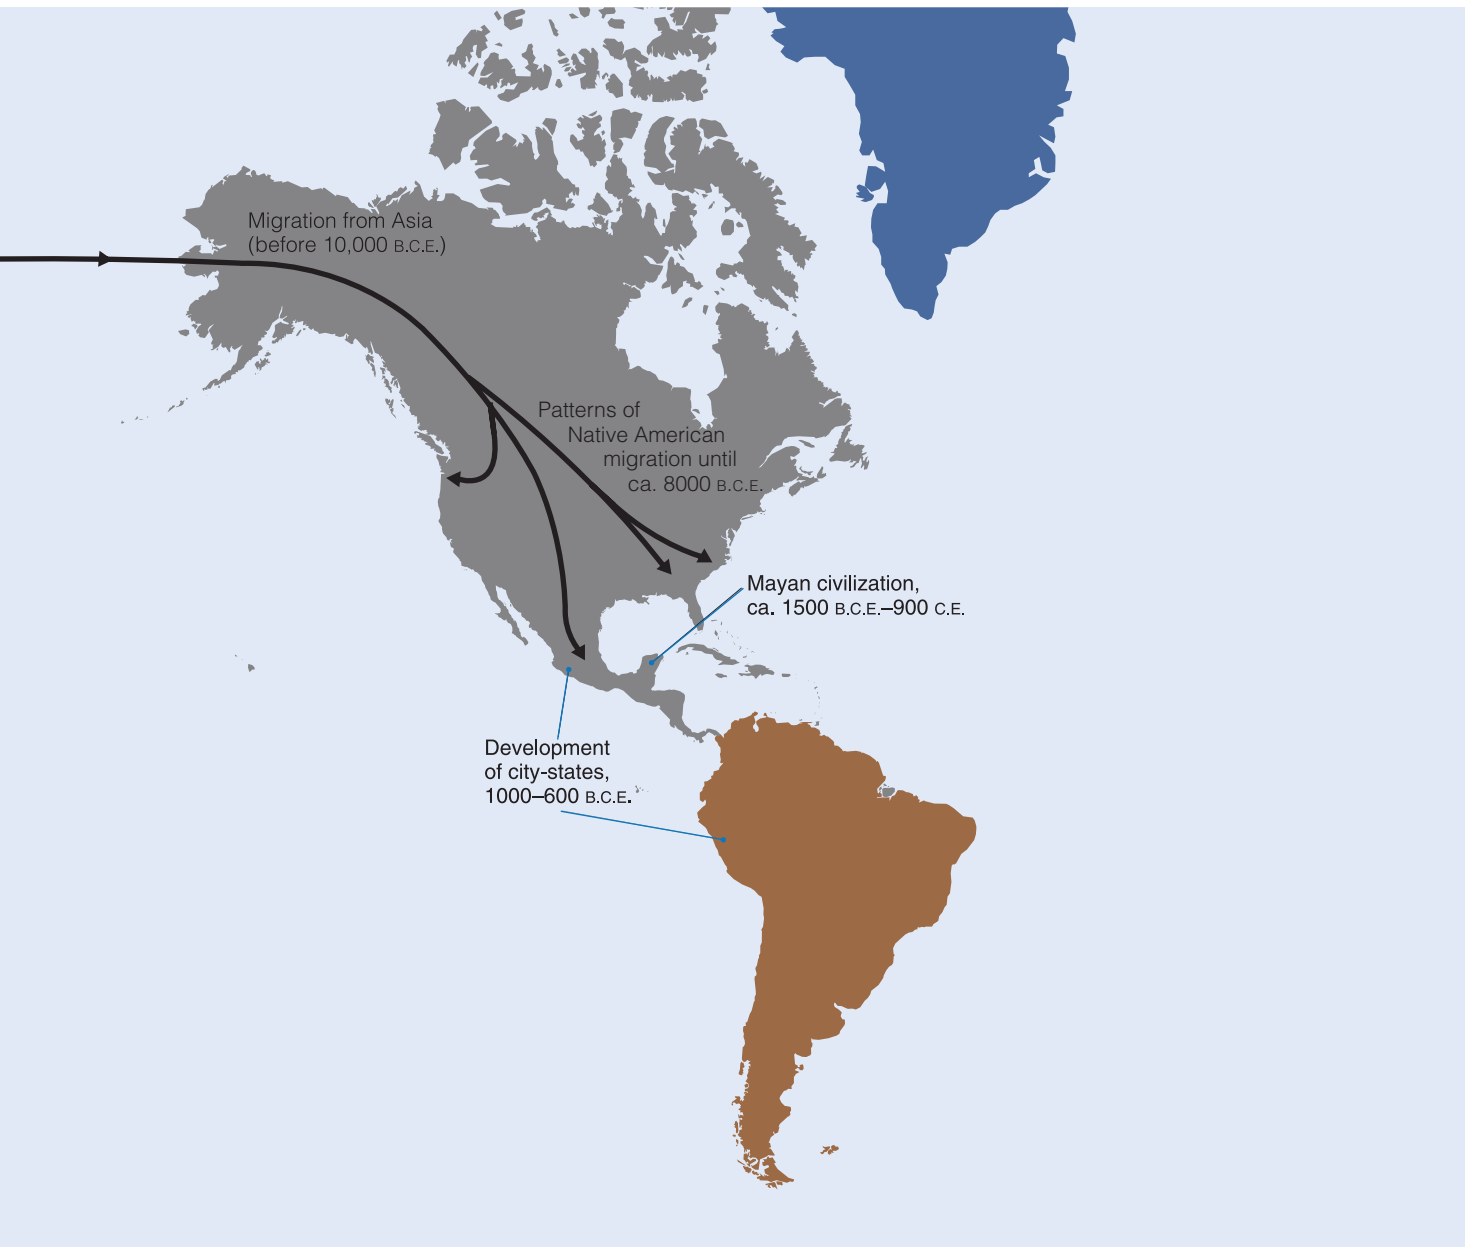 Migration from Asia
(before 10,000 B.C.E.)
Patterns of
Native American
migration until
ca. 8000 B.C.E.
Mayan civilization,
ca. 1500 B.C.E.–900 C.E.
Development
of city-states,
1000–600 B.C.E.